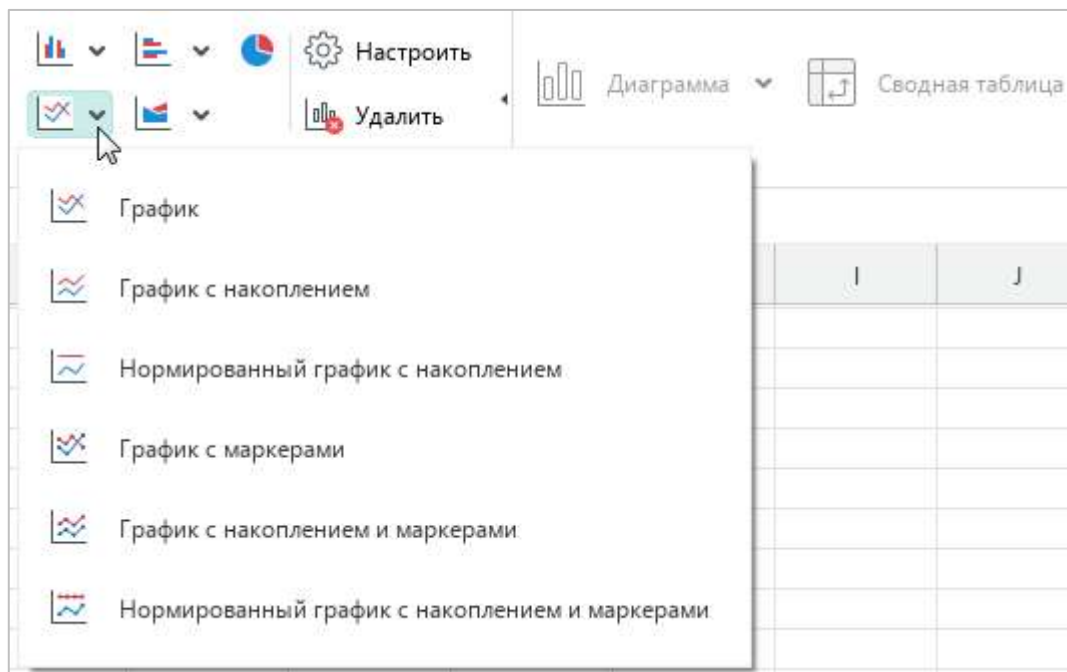 Настроить
Удалить
Диаграмма
Сводная таблица
График
График с накоплением
Нормированный график с накоплением
График с маркерами
График с накоплением и маркерами
Нормированный график с накоплением и маркерами
I
J